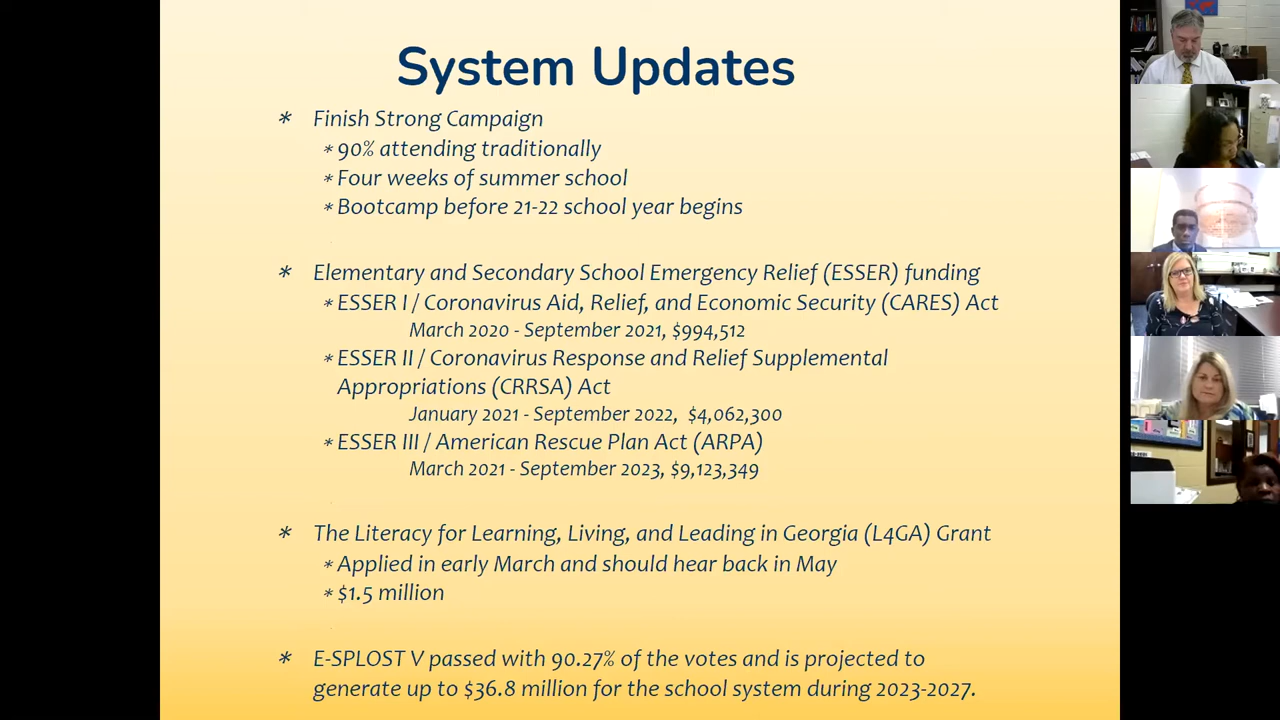 System Updates
* Finish Strong Campaign
* 90% attending traditionally
* Four weeks of summer school
* Bootcamp before 21-22 school year begins
* Elementary and Secondary School Emergency Relief (ESSER) funding
* ESSER I / Coronavirus Aid, Relief, and Economic Security (CARES) Act
March 2020 - September 2021, $994,512
* ESSER II / Coronavirus Response and Relief Supplemental
Appropriations (CRRSA) Act
January 2021 - September 2022, $4,062,300
* ESSER III / American Rescue Plan Act (ARPA)
March 2021 - September 2023, $9,123,349
* The Literacy for Learning, Living, and Leading in Georgia (L4GA) Grant
* Applied in early March and should hear back in May
* $1.5 million
* E-SPLOST V passed with 90.27% of the votes and is projected to
generate up to $36.8 million for the school system during 2023-2027.